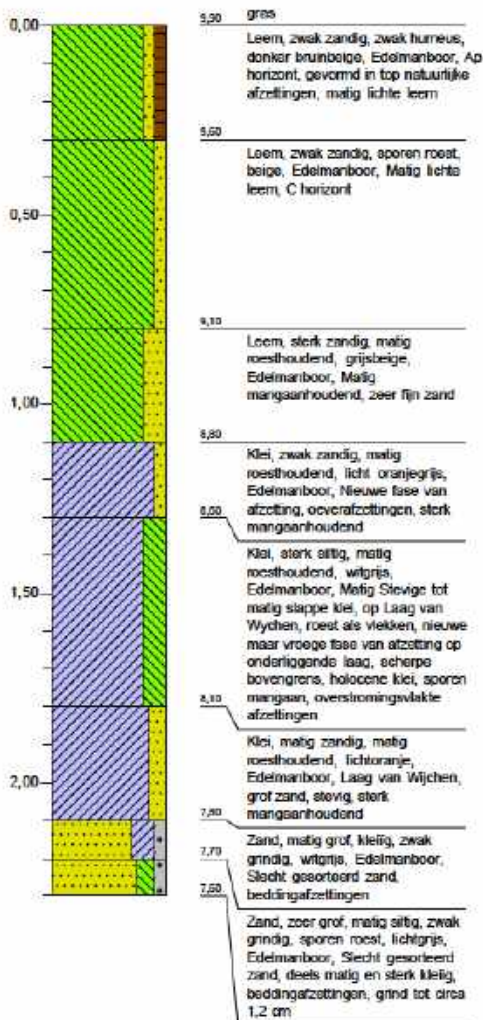 gras
0,00
9,90
Leem, zwak zandig, zwak humeus,
donker bruinbeige, Edelmanboor, Ap
horizont, gevormd in top natuurlijke
afzettingen, matig lichte leem
9,60
Leem, zwak zandig, sporen roest,
beige, Edelmanboor, Matig lichte
leem, C horizont
0,50
9,10
Leem, sterk zandig, matig
roesthoudend, grijsbeige,
Edelmanboor, Matig
mangaanhoudend, zeer fijn zand
1,00
8,80
Klei, zwak zandig, matig
roesthoudend, licht oranjegrijs,
Edelmanboor, Nieuwe fase van
afzetting, oeverafzettingen, sterk
mangaanhoudend
8,60
Klei, sterk siltig, matig
roesthoudend, witgrijs,
Edelmanboor, Matig Stevige tot
matig slappe klei, op Laag van
Wychen, roest als vlekken, nieuwe
maar vroege fase van afzetting op
onderliggende laag, scherpe
bovengrens, holocene klei, sporen
mangaan, overstromingsvlakte
afzettingen
1,50
8,10
Klei, matig zandig, matig
roesthoudend, lichtoranje,
Edelmanboor, Laag van Wijchen,
grof zand, stevig, sterk
mangaanhoudend
2,00
7,80
Zand, matig grof, kleiïg, zwak
grindig, witgrijs, Edelmanboor,
Slecht gesorteerd zand,
beddingafzettingen
7,70
Zand, zeer grof, matig siltig, zwak
grindig, sporen roest, lichtgrijs,
Edelmanboor, Slecht gesorteerd
zand, deels matig en sterk kleiïg,
beddingafzettingen, grind tot circa
1,2 cm
7,60